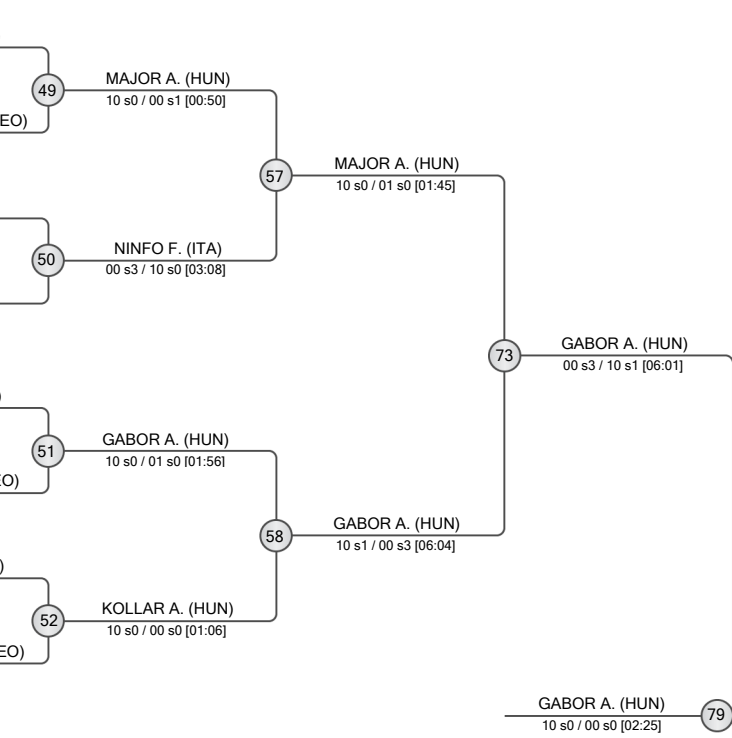 49
MAJOR A. (HUN)
10 s0 / 00 s1 [00:50]
EO)
57
MAJOR A. (HUN)
10 s0 / 01 s0 [01:45]
50
NINFO F. (ITA)
00 s3 / 10 s0 [03:08]
73
GABOR A. (HUN)
00 s3 / 10 s1 [06:01]
)
51
GABOR A. (HUN)
10 s0 / 01 s0 [01:56]
EO)
58
GABOR A. (HUN)
10 s1 / 00 s3 [06:04]
)
52
KOLLAR A. (HUN)
10 s0 / 00 s0 [01:06]
EO)
GABOR A. (HUN)
10 s0 / 00 s0 [02:25]
79